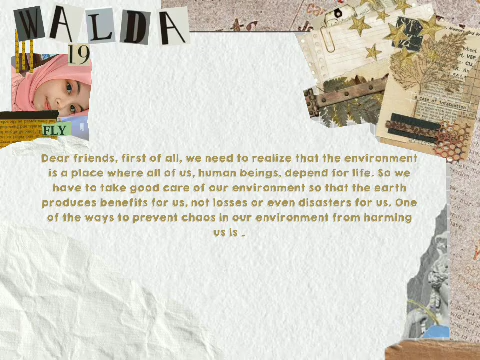 WALDA
19
FLY
Dear friends, first of all, we need to realize that the environment
is a place where all of us, human beings, depend for life. So we
have to take good care of our environment so that the earth
produces benefits for us, not losses or even disasters for us. One
of the ways to prevent chaos in our environment from harming
us is .